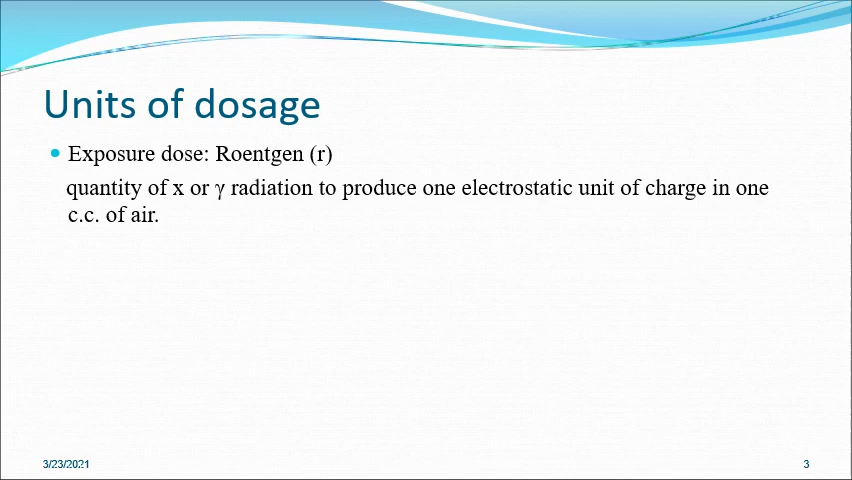 Units of dosage
Exposure dose: Roentgen (r)
quantity of x or γ radiation to produce one electrostatic unit of charge in one
c.c. of air.
3/23/2021
3